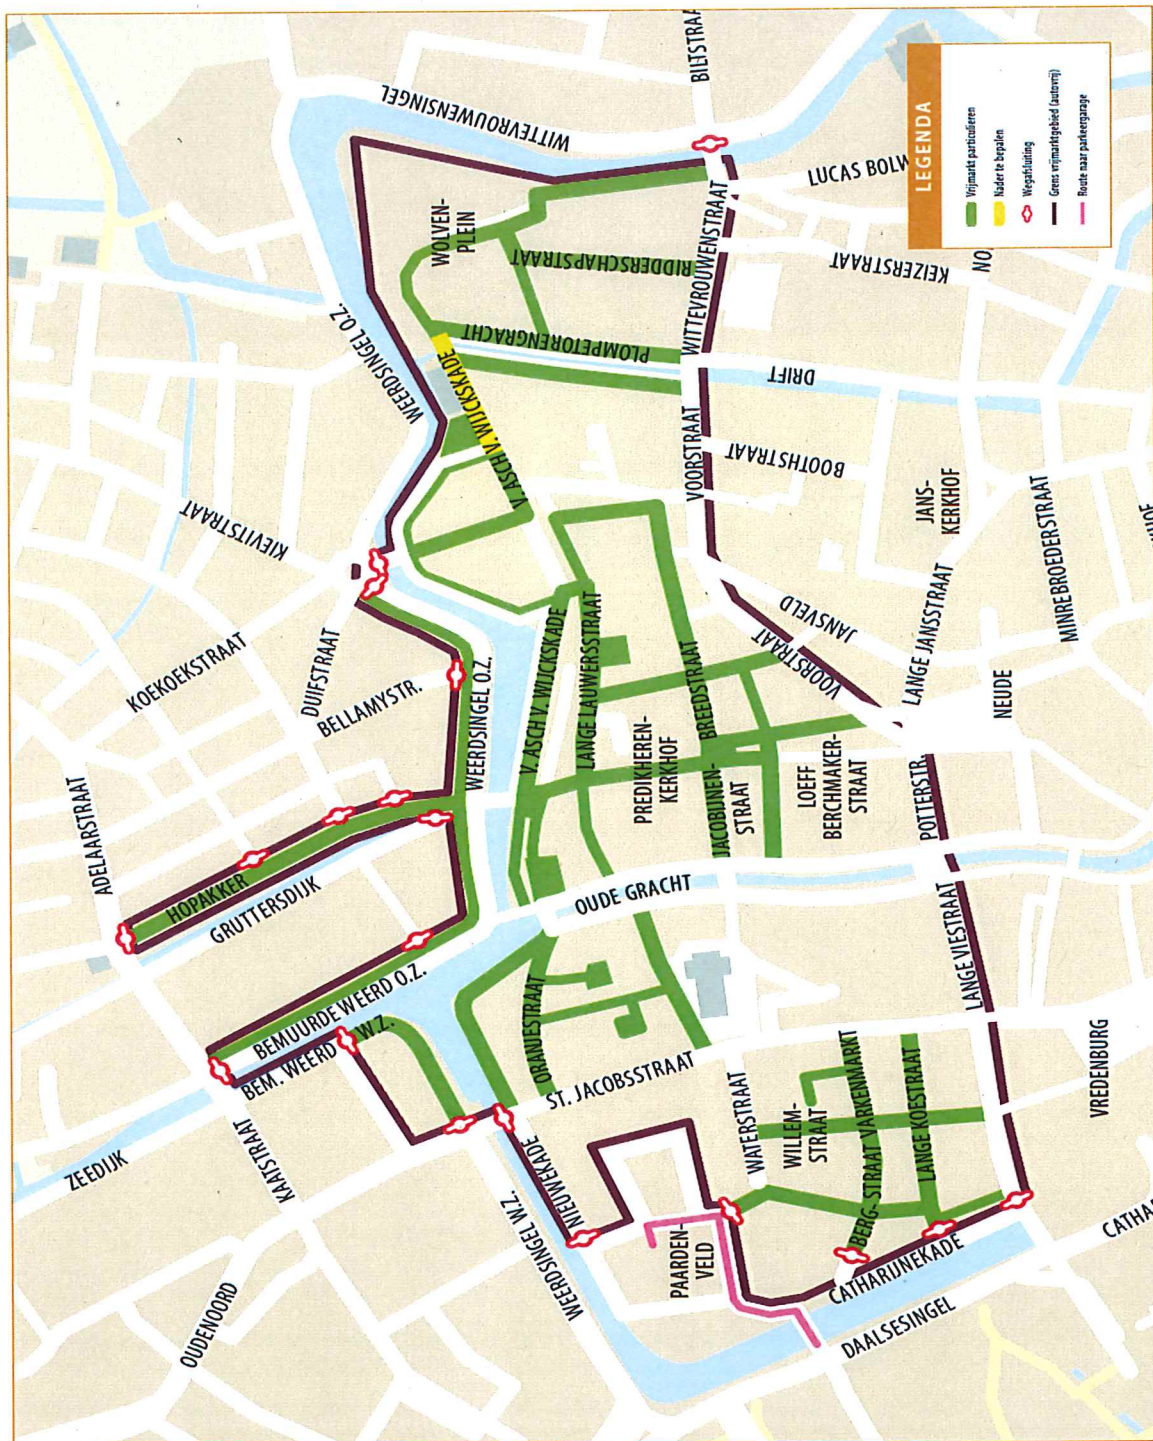 LEGENDA
Vrijmarkt particulieren
Nader te bepalen
Wegafsluiting
Grens vrijmarktgebied (autovrij)
Route naar parkeergarage
WITTEVROUWENSINGEL
BILTSTRAA
LUCAS BOLW
WOLVEN-
PLEIN
RIDDERSCHAPSTRAAT
WITTEVROUWENSTRAAT
KEIZERSTRAAT
NO
WEERDSINGEL O.Z.
PLOMPETORENGRACHT
DRIFT
V. ASCH V. WIJCKSKADE
VOORSTRAAT
BOOTHSTRAAT
JANS-
KERKHOF
KIEVITSTRAAT
KOEKOEKSTRAAT
DUIFSTRAAT
BELLAMYSTR.
WEERDSINGEL O.Z.
V. ASCH V. WIJCKSKADE
LANGE LAUWERSSTRAAT
BREEDSTRAAT
VOORSTRAAT
JANSVELD
LANGE JANSSTRAAT
MINREBROEDERSTRAAT
NEUDE
PREDIKHEREN-
KERKHOF
JACOBIJNEN-
STRAAT
LOEFF
BERCHMAKER-
STRAAT
POTTERSTR.
ADELAARSTRAAT
HOPAKKER
GRUTTERSDIJK
OUDE GRACHT
LANGE VIESTRAAT
BEMUURDE WEERD O.Z.
BEM. WEERD W.Z.
ORANJESTRAAT
ST. JACOBSSTRAAT
WATERSTRAAT
WILLEM-
STRAAT
VARKENMARKT
LANGE KOESTRAAT
VREDENBURG
ZEEDIJK
KAATSTRAAT
NIEUWEKADE
WEERDSINGEL W.Z.
BERG-STRAAT
PAARDEN-
VELD
CATHARIJNEKADE
DAALSESINGEL
CATHA
OUDENOORD